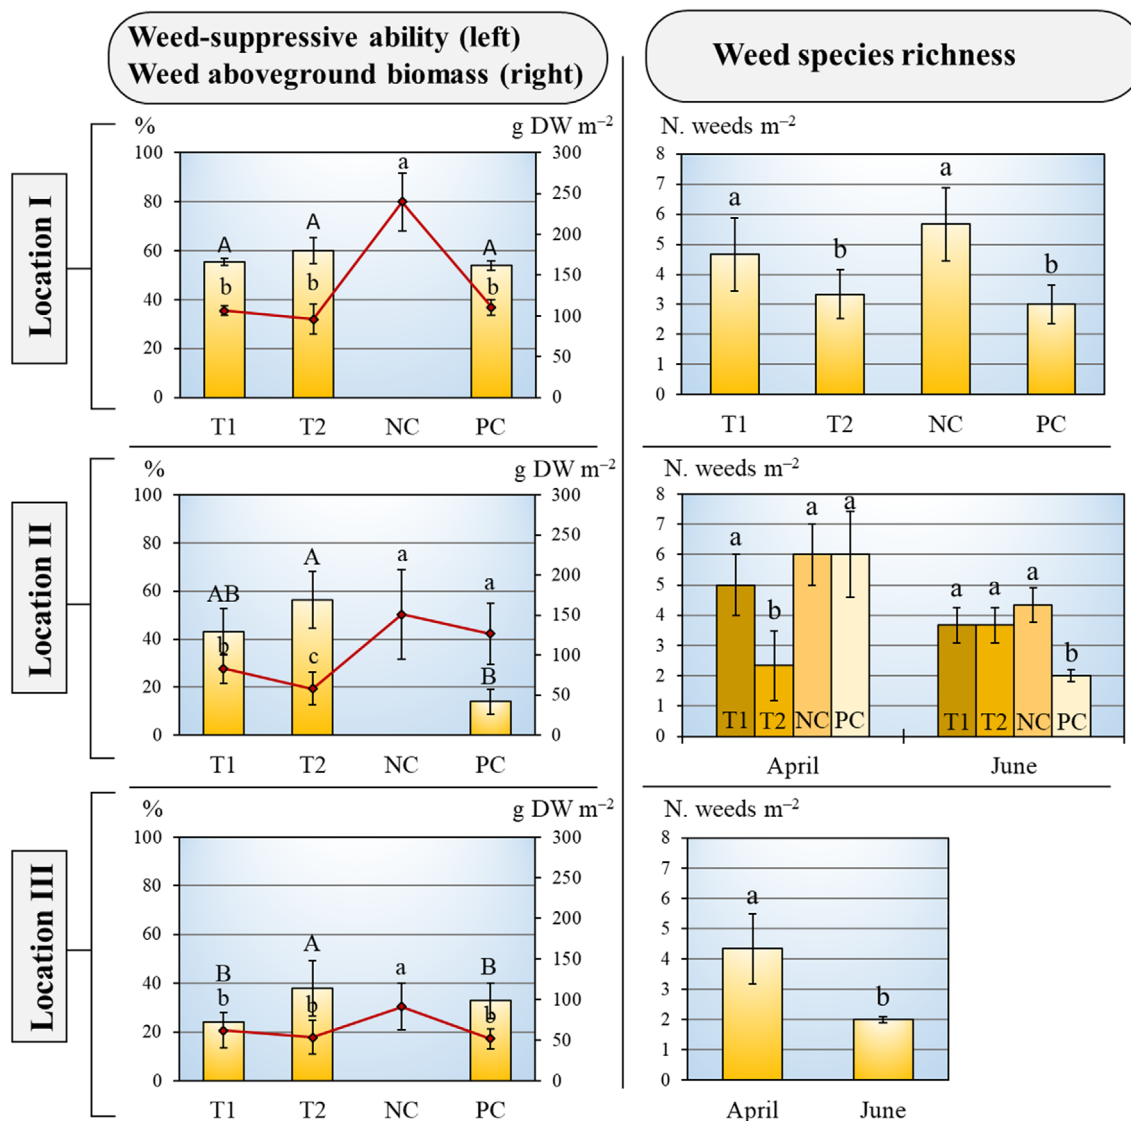 Weed-suppressive ability (left)
Weed aboveground biomass (right)
Weed species richness
Location I
%
g DW m⁻²
100
80
60
40
20
0
300
250
200
150
100
50
0
A
b
A
b
a
A
b
T1
T2
NC
PC
N. weeds m⁻²
8
7
6
5
4
3
2
1
0
a
b
a
b
T1
T2
NC
PC
Location II
%
g DW m⁻²
100
80
60
40
20
0
300
250
200
150
100
50
0
AB
b
A
c
a
a
B
T1
T2
NC
PC
N. weeds m⁻²
8
7
6
5
4
3
2
1
0
a
b
a
a
a
a
a
b
T1
T2
NC
PC
T1
T2
NC
PC
April
June
Location III
%
g DW m⁻²
100
80
60
40
20
0
300
250
200
150
100
50
0
B
b
A
b
a
B
b
T1
T2
NC
PC
N. weeds m⁻²
8
7
6
5
4
3
2
1
0
a
b
April
June